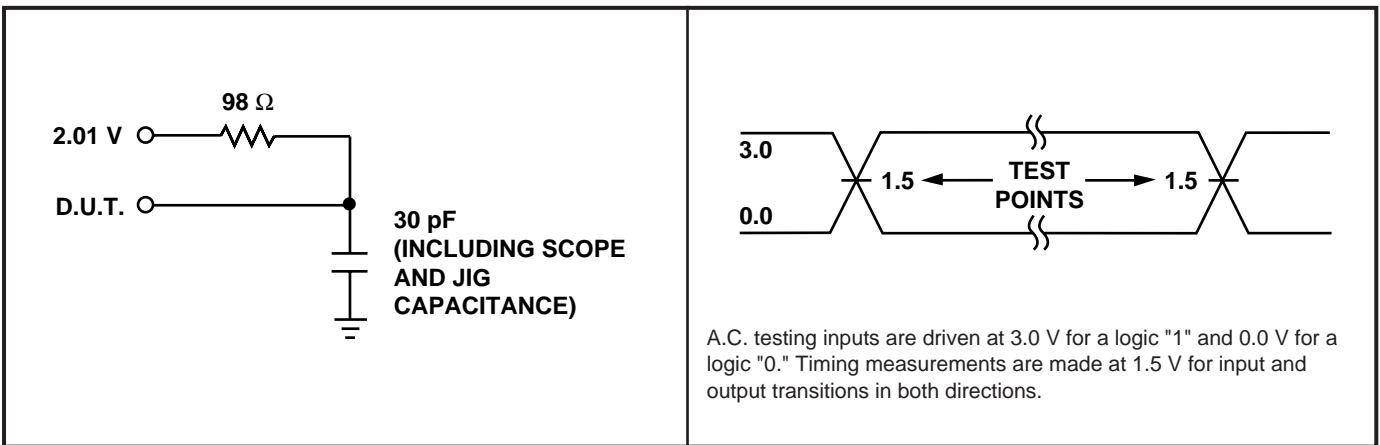 98 Ω
2.01 V
D.U.T.
30 pF
(INCLUDING SCOPE
AND JIG
CAPACITANCE)
3.0
0.0
1.5
TEST
POINTS
1.5
A.C. testing inputs are driven at 3.0 V for a logic "1" and 0.0 V for a
logic "0." Timing measurements are made at 1.5 V for input and
output transitions in both directions.